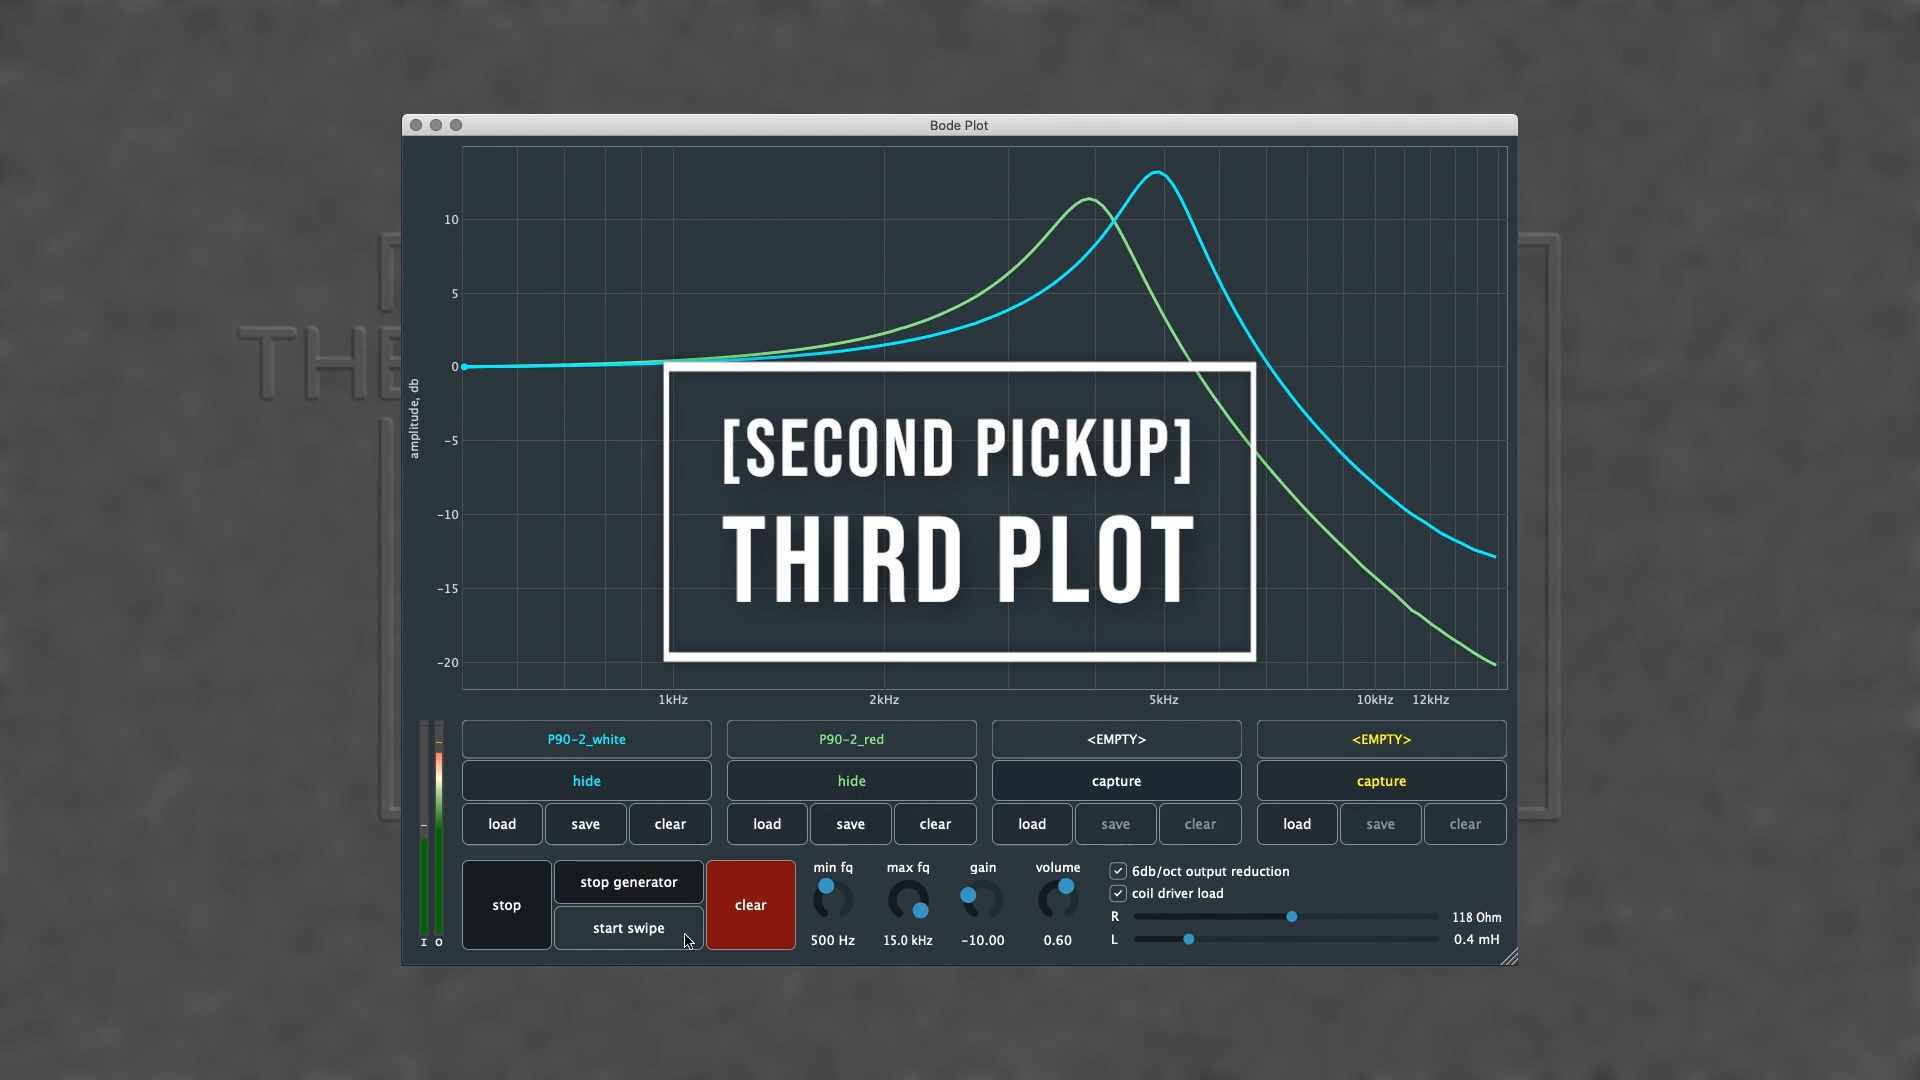 Bode Plot
THE
amplitude, db
10
5
0
-5
-10
-15
-20
[SECOND PICKUP]
THIRD PLOT
1kHz 2kHz 5kHz 10kHz 12kHz
P90-2_white P90-2_red <EMPTY> <EMPTY>
hide hide capture capture
load save clear load save clear load save clear load save clear
stop stop generator start swipe clear
min fq max fq gain volume
500 Hz 15.0 kHz -10.00 0.60
6db/oct output reduction
coil driver load
R 118 Ohm
L 0.4 mH
I O